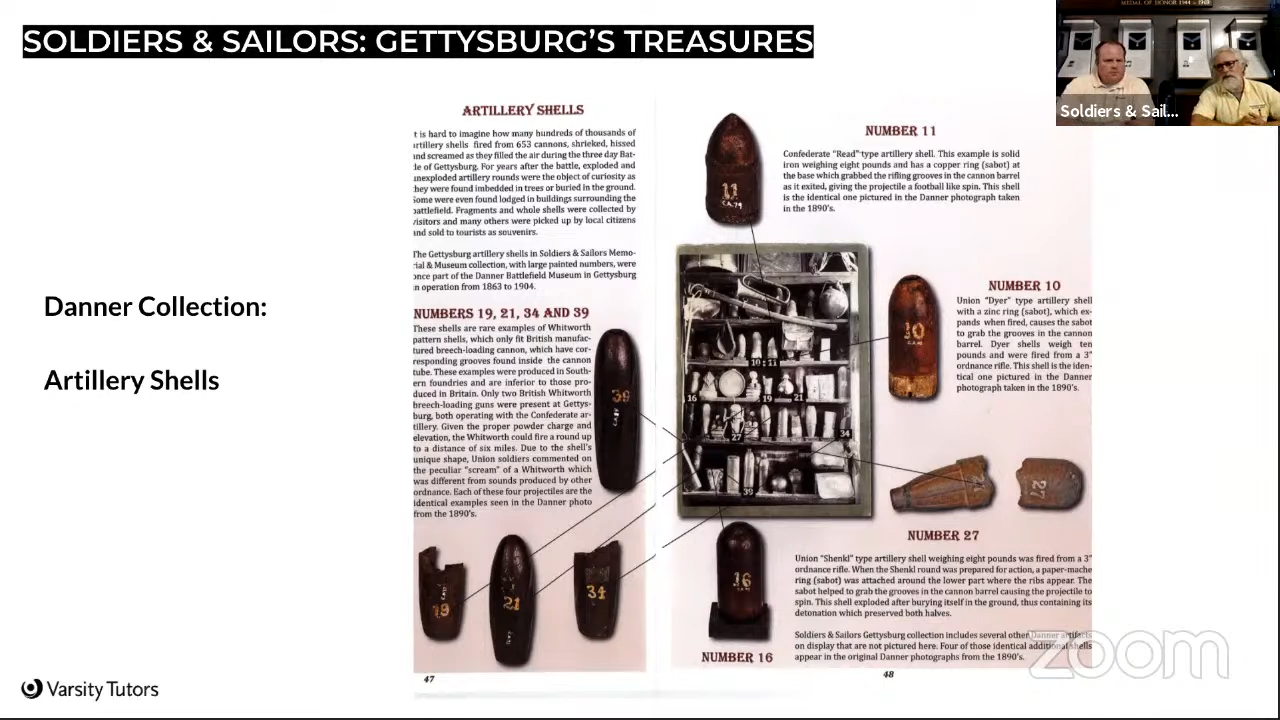 SOLDIERS & SAILORS: GETTYSBURG'S TREASURES
MEDAL OF HONOR 1944 – 1968
Soldiers & Sail...
Danner Collection:
Artillery Shells
ARTILLERY SHELLS
t is hard to imagine how many hundreds of thousands of
artillery shells fired from 653 cannons, shrieked, hissed
and screamed as they filled the air during the three day Bat-
tle of Gettysburg. For years after the battle, exploded and
unexploded artillery rounds were the object of curiosity as
they were found imbedded in trees or buried in the ground.
Some were even found lodged in buildings surrounding the
battlefield. Fragments and whole shells were collected by
visitors and many others were picked up by local citizens
and sold to tourists as souvenirs.
The Gettysburg artillery shells in Soldiers & Sailors Memo-
rial & Museum collection, with large painted numbers, were
once part of the Danner Battlefield Museum in Gettysburg
in operation from 1863 to 1904.
NUMBERS 19, 21, 34 AND 39
These shells are rare examples of Whitworth
pattern shells, which only fit British manufac-
tured breech-loading cannon, which have cor-
responding grooves found inside the cannon
tube. These examples were produced in South-
ern foundries and are inferior to those pro-
duced in Britain. Only two British Whitworth
breech-loading guns were present at Gettys-
burg, both operating with the Confederate ar-
tillery. Given the proper powder charge and
elevation, the Whitworth could fire a round up
to a distance of six miles. Due to the shell's
unique shape, Union soldiers commented on
the peculiar "scream" of a Whitworth which
was different from sounds produced by other
ordnance. Each of these four projectiles are the
identical examples seen in the Danner photo
from the 1890's.
39
19
21
34
47
11
C.A.74
NUMBER 11
Confederate "Read" type artillery shell. This example is solid
iron weighing eight pounds and has a copper ring (sabot) at
the base which grabbed the rifling grooves in the cannon barrel
as it exited, giving the projectile a football like spin. This shell
is the identical one pictured in the Danner photograph taken
in the 1890's.
10 : 11
16 19 21
27 34
39
10
NUMBER 10
Union "Dyer" type artillery shell
with a zinc ring (sabot), which ex-
pands when fired, causes the sabot
to grab the grooves in the cannon
barrel. Dyer shells weigh ten
pounds and were fired from a 3"
ordnance rifle. This shell is the iden-
tical one pictured in the Danner
photograph taken in the 1890's.
27
NUMBER 27
Union "Shenkl" type artillery shell weighing eight pounds was fired from a 3"
ordnance rifle. When the Shenkl round was prepared for action, a paper-mache
ring (sabot) was attached around the lower part where the ribs appear. The
sabot helped to grab the grooves in the cannon barrel causing the projectile to
spin. This shell exploded after burying itself in the ground, thus containing its
detonation which preserved both halves.
Soldiers & Sailors Gettysburg collection includes several other Danner artifacts
on display that are not pictured here. Four of those identical additional shells
appear in the original Danner photographs from the 1890's.
16
NUMBER 16
48
Varsity Tutors
zoom